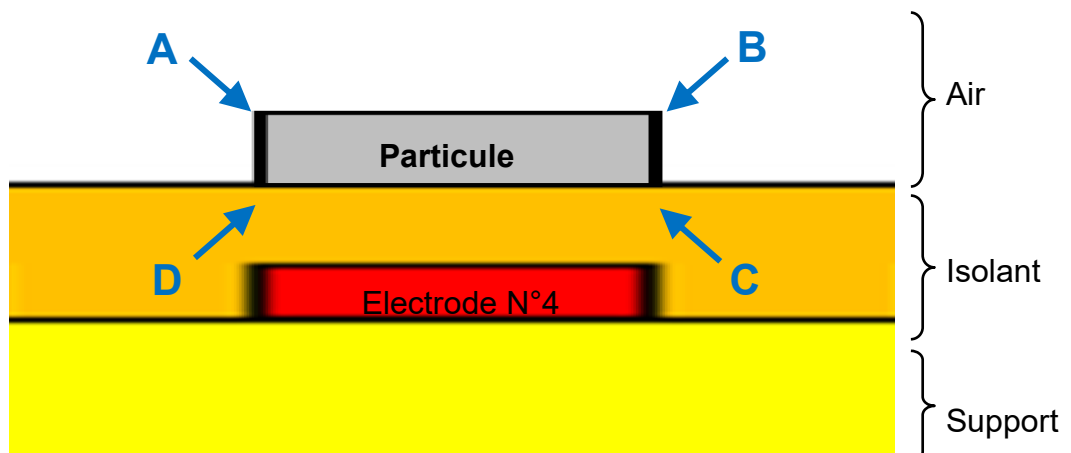 A
B
Air
Particule
D
C
Isolant
Electrode N°4
Support